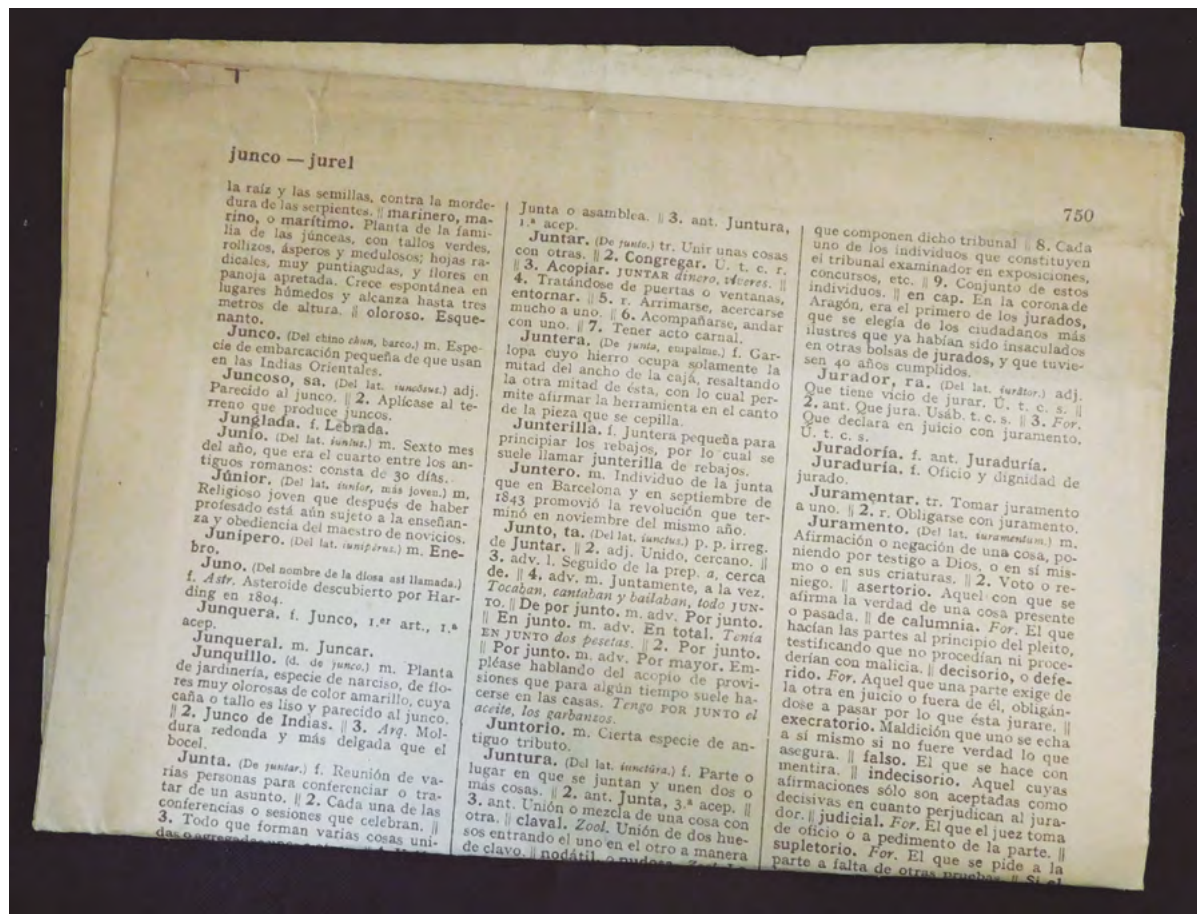 junco — jurel
750
la raíz y las semillas, contra la morde-
dura de las serpientes. || marinero, ma-
rino, o marítimo. Planta de la fami-
lia de las júnceas, con tallos verdes,
rollizos, ásperos y medulosos; hojas ra-
dicales, muy puntiagudas, y flores en
panoja apretada. Crece espontánea en
lugares húmedos y alcanza hasta tres
metros de altura. || oloroso. Esque-
nanto.
Junco. (Del chino chun, barco.) m. Espe-
cie de embarcación pequeña de que usan
en las Indias Orientales.
Juncoso, sa. (Del lat. iuncōsus.) adj.
Parecido al junco. || 2. Aplícase al te-
rreno que produce juncos.
Junglada. f. Lebrada.
Junio. (Del lat. iunius.) m. Sexto mes
del año, que era el cuarto entre los an-
tiguos romanos: consta de 30 días.
Júnior. (Del lat. iunior, más joven.) m.
Religioso joven que después de haber
profesado está aún sujeto a la enseñan-
za y obediencia del maestro de novicios.
Junípero. (Del lat. iunipĕrus.) m. Ene-
bro.
Juno. (Del nombre de la diosa así llamada.)
f. Astr. Asteroide descubierto por Har-
ding en 1804.
Junquera. f. Junco, 1.er art., 1.ª
acep.
Junqueral. m. Juncar.
Junquillo. (d. de junco.) m. Planta
de jardinería, especie de narciso, de flo-
res muy olorosas de color amarillo, cuya
caña o tallo es liso y parecido al junco.
|| 2. Junco de Indias. || 3. Arq. Mol-
dura redonda y más delgada que el
bocel.
Junta. (De juntar.) f. Reunión de va-
rias personas para conferenciar o tra-
tar de un asunto. || 2. Cada una de las
conferencias o sesiones que celebran. ||
3. Todo que forman varias cosas uni-
Junta o asamblea. || 3. ant. Juntura,
1.ª acep.
Juntar. (De junto.) tr. Unir unas cosas
con otras. || 2. Congregar. Ú. t. c. r.
|| 3. Acopiar. JUNTAR dinero, víveres. ||
4. Tratándose de puertas o ventanas,
entornar. || 5. r. Arrimarse, acercarse
mucho a uno. || 6. Acompañarse, andar
con uno. || 7. Tener acto carnal.
Juntera. (De junta, empalme.) f. Gar-
lopa cuyo hierro ocupa solamente la
mitad del ancho de la caja, resaltando
la otra mitad de ésta, con lo cual per-
mite afirmar la herramienta en el canto
de la pieza que se cepilla.
Junterilla. f. Juntera pequeña para
principiar los rebajos, por lo cual se
suele llamar junterilla de rebajos.
Juntero. m. Individuo de la junta
que en Barcelona y en septiembre de
1843 promovió la revolución que ter-
minó en noviembre del mismo año.
Junto, ta. (Del lat. iunctus.) p. p. irreg.
de Juntar. || 2. adj. Unido, cercano. ||
3. adv. l. Seguido de la prep. a, cerca
de. || 4. adv. m. Juntamente, a la vez.
Tocaban, cantaban y bailaban, todo JUN-
TO. || De por junto. m. adv. Por junto.
|| En junto. m. adv. En total. Tenía
EN JUNTO dos pesetas. || 2. Por junto.
|| Por junto. m. adv. Por mayor. Em-
pléase hablando del acopio de provi-
siones que para algún tiempo suele ha-
cerse en las casas. Tengo POR JUNTO el
aceite, los garbanzos.
Juntorio. m. Cierta especie de an-
tiguo tributo.
Juntura. (Del lat. iunctūra.) f. Parte o
lugar en que se juntan y unen dos o
más cosas. || 2. ant. Junta, 3.ª acep. ||
3. ant. Unión o mezcla de una cosa con
otra. || claval. Zool. Unión de dos hue-
sos entrando el uno en el otro a manera
de clavo. || nodátil, o nudosa.
que componen dicho tribunal || 8. Cada
uno de los individuos que constituyen
el tribunal examinador en exposiciones,
concursos, etc. || 9. Conjunto de estos
individuos. || en cap. En la corona de
Aragón, era el primero de los jurados,
que se elegía de los ciudadanos más
ilustres que ya habían sido insaculados
en otras bolsas de jurados, y que tuvie-
sen 40 años cumplidos.
Jurador, ra. (Del lat. iurātor.) adj.
Que tiene vicio de jurar. Ú. t. c. s. ||
2. ant. Que jura. Usáb. t. c. s. || 3. For.
Que declara en juicio con juramento.
Ú. t. c. s.
Juradoría. f. ant. Juraduría.
Juraduría. f. Oficio y dignidad de
jurado.
Juramentar. tr. Tomar juramento
a uno. || 2. r. Obligarse con juramento.
Juramento. (Del lat. iuramentum.) m.
Afirmación o negación de una cosa, po-
niendo por testigo a Dios, o en sí mis-
mo o en sus criaturas. || 2. Voto o re-
niego. || asertorio. Aquel con que se
afirma la verdad de una cosa presente
o pasada. || de calumnia. For. El que
hacían las partes al principio del pleito,
testificando que no procedían ni proce-
derían con malicia. || decisorio, o defe-
rido. For. Aquel que una parte exige de
la otra en juicio o fuera de él, obligán-
dose a pasar por lo que ésta jurare. ||
execratorio. Maldición que uno se echa
a sí mismo si no fuere verdad lo que
asegura. || falso. El que se hace con
mentira. || indecisorio. Aquel cuyas
afirmaciones sólo son aceptadas como
decisivas en cuanto perjudican al jura-
dor. || judicial. For. El que el juez toma
de oficio o a pedimento de la parte. ||
supletorio. For. El que se pide a la
parte a falta de otras pruebas. || Si el